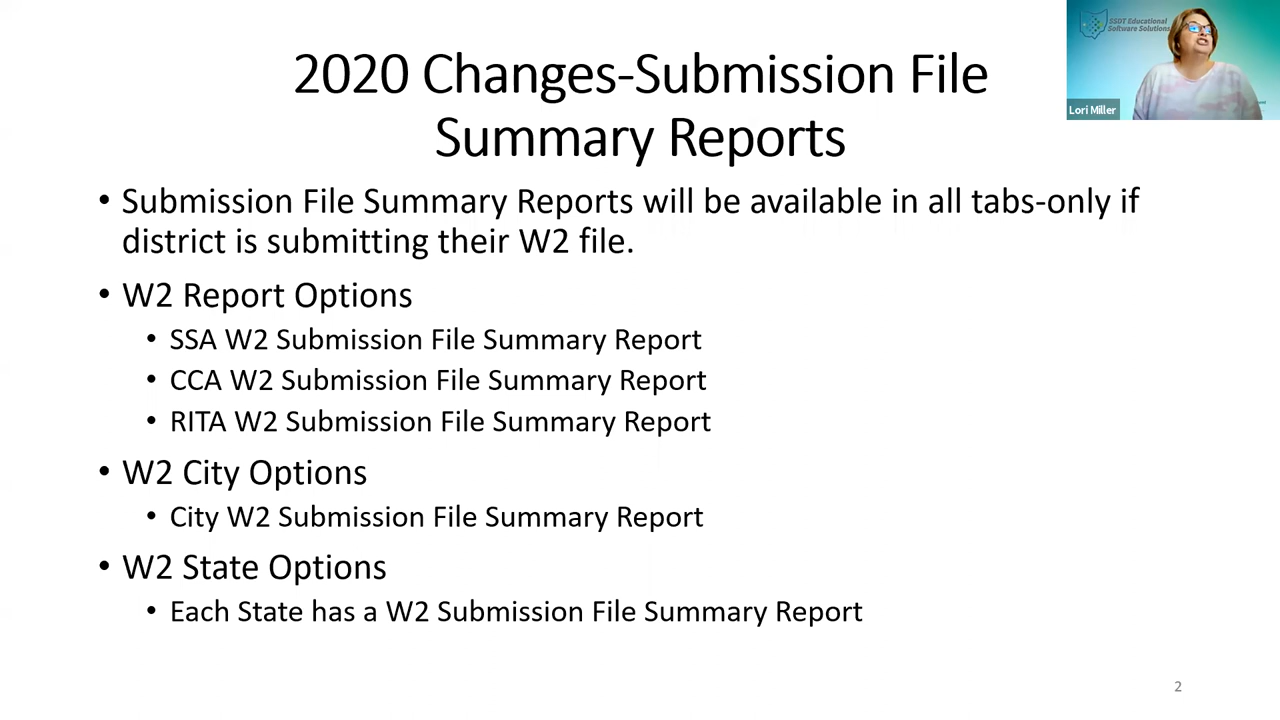 SSDT Educational
Software Solutions
Lori Miller
2020 Changes-Submission File
Summary Reports
• Submission File Summary Reports will be available in all tabs-only if
district is submitting their W2 file.
• W2 Report Options
• SSA W2 Submission File Summary Report
• CCA W2 Submission File Summary Report
• RITA W2 Submission File Summary Report
• W2 City Options
• City W2 Submission File Summary Report
• W2 State Options
• Each State has a W2 Submission File Summary Report
2